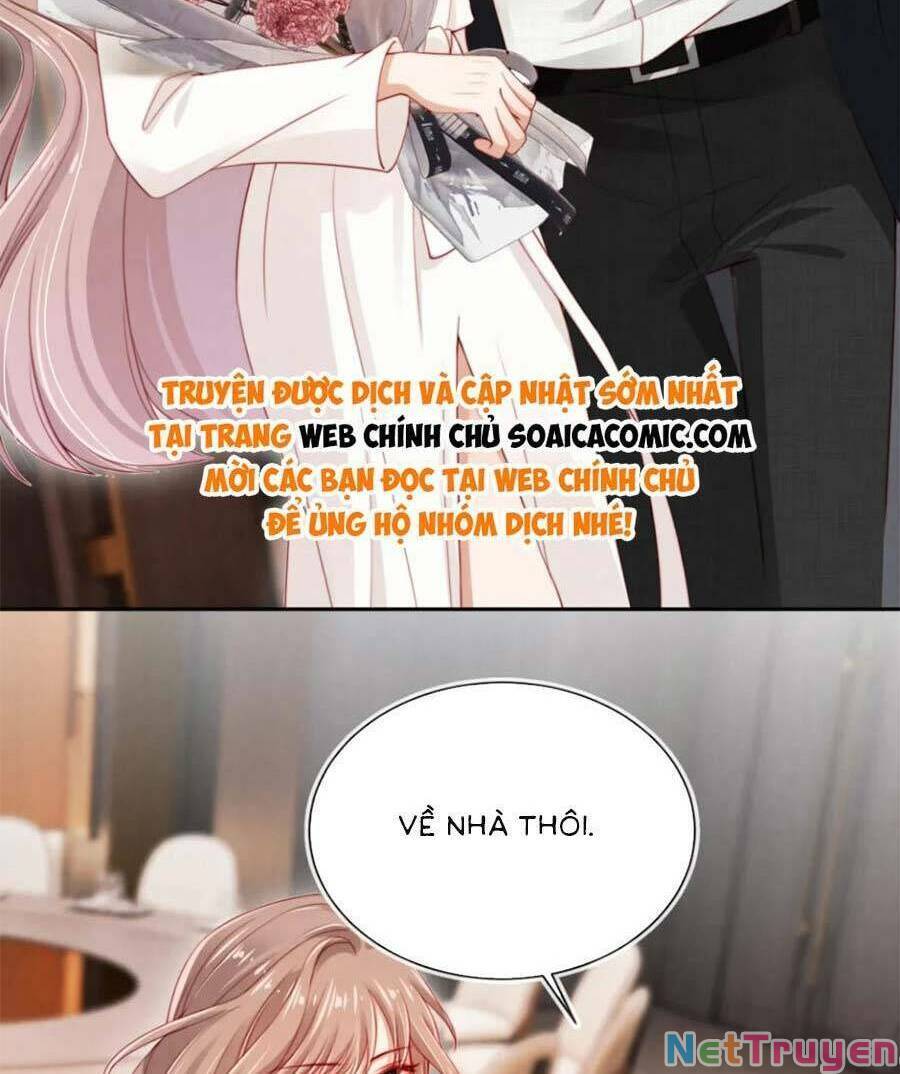 TRUYỆN ĐƯỢC DỊCH VÀ CẬP NHẬT SỚM NHẤT
TẠI TRANG WEB CHÍNH CHỦ SOAICACOMIC.COM
MỜI CÁC BẠN ĐỌC TẠI WEB CHÍNH CHỦ
ĐỂ ỦNG HỘ NHÓM DỊCH NHÉ!
VỀ NHÀ THÔI.
NetTruyen